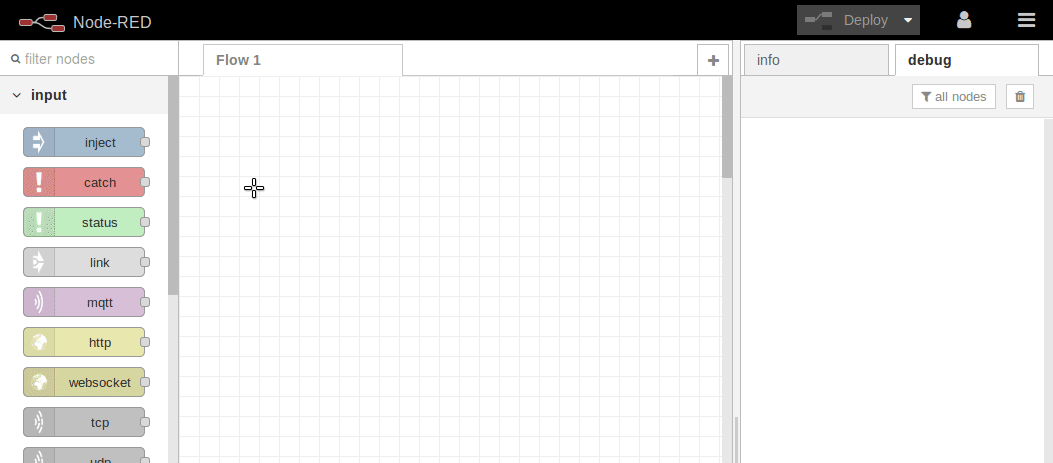 Node-RED
Deploy
filter nodes
Flow 1
info
debug
input
all nodes
inject
catch
status
link
mqtt
http
websocket
tcp
udp